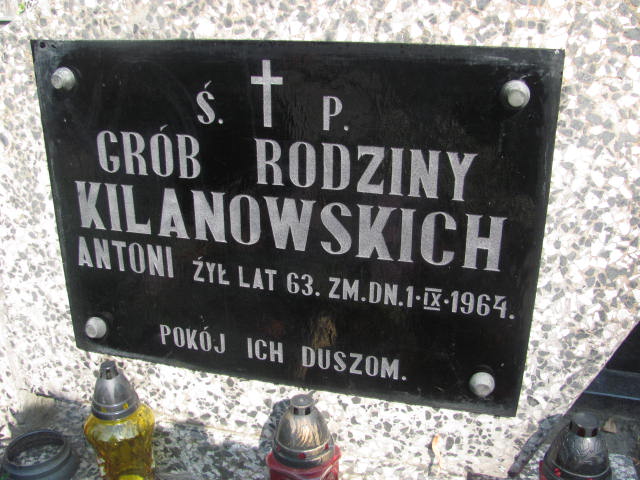 Ś. P.
GRÓB RODZINY
KILANOWSKICH
ANTONI ŻYŁ LAT 63. ZM. DN. 1·IX·1964.
POKÓJ ICH DUSZOM.